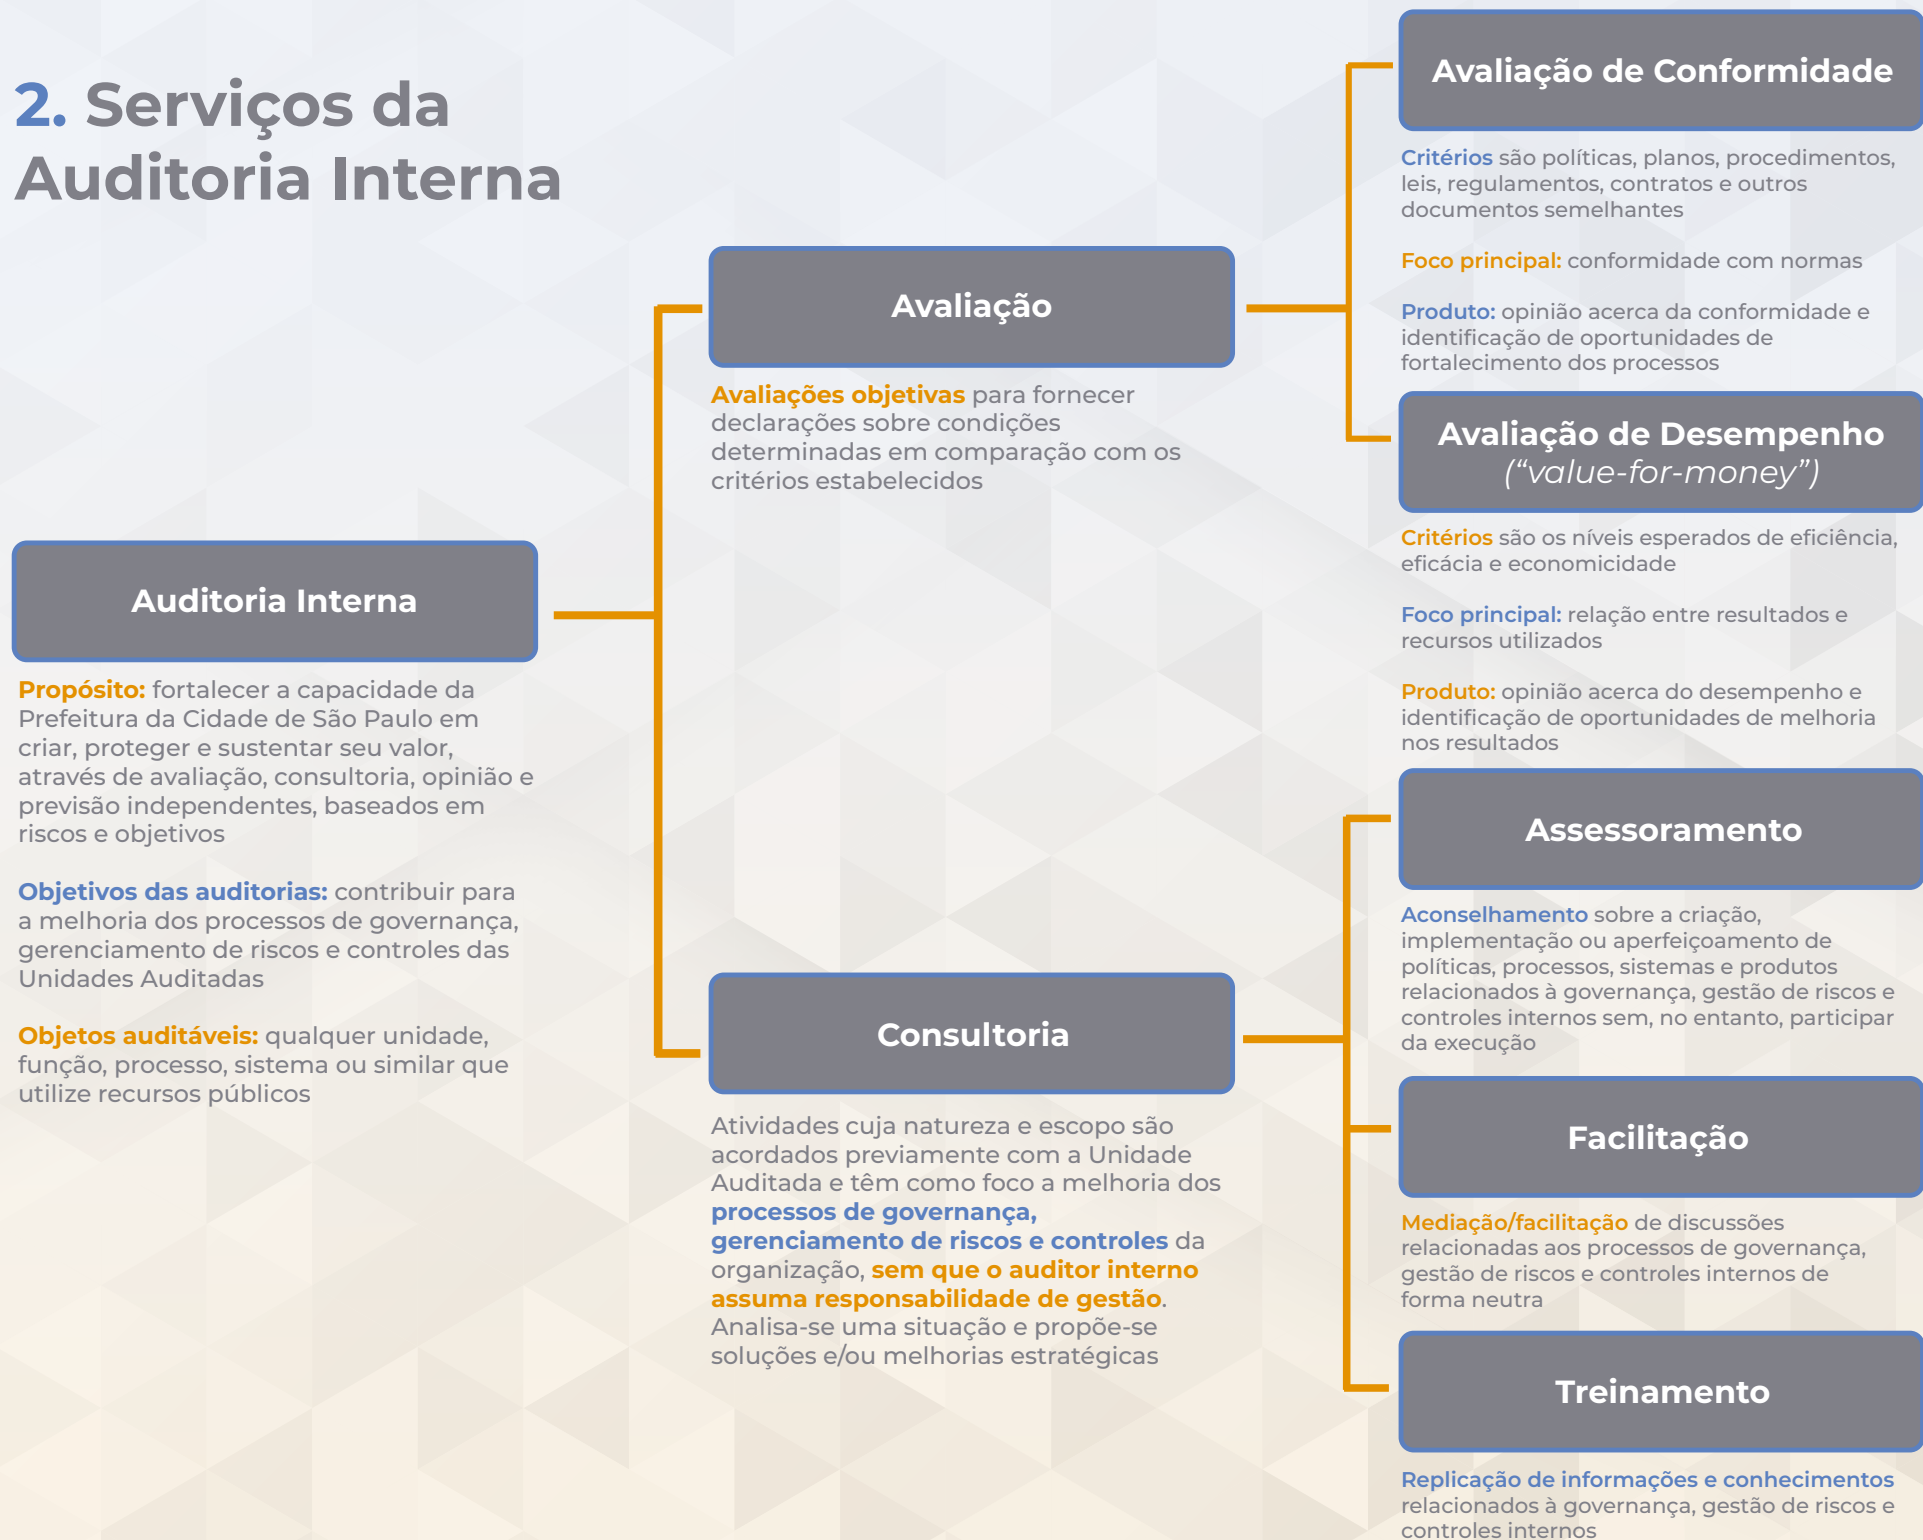 2. Serviços da
Auditoria Interna
Auditoria Interna
Propósito: fortalecer a capacidade da
Prefeitura da Cidade de São Paulo em
criar, proteger e sustentar seu valor,
através de avaliação, consultoria, opinião e
previsão independentes, baseados em
riscos e objetivos
Objetivos das auditorias: contribuir para
a melhoria dos processos de governança,
gerenciamento de riscos e controles das
Unidades Auditadas
Objetos auditáveis: qualquer unidade,
função, processo, sistema ou similar que
utilize recursos públicos
Avaliação
Avaliações objetivas para fornecer
declarações sobre condições
determinadas em comparação com os
critérios estabelecidos
Consultoria
Atividades cuja natureza e escopo são
acordados previamente com a Unidade
Auditada e têm como foco a melhoria dos
processos de governança,
gerenciamento de riscos e controles da
organização, sem que o auditor interno
assuma responsabilidade de gestão.
Analisa-se uma situação e propõe-se
soluções e/ou melhorias estratégicas
Avaliação de Conformidade
Critérios são políticas, planos, procedimentos,
leis, regulamentos, contratos e outros
documentos semelhantes
Foco principal: conformidade com normas
Produto: opinião acerca da conformidade e
identificação de oportunidades de
fortalecimento dos processos
Avaliação de Desempenho
(“value-for-money”)
Critérios são os níveis esperados de eficiência,
eficácia e economicidade
Foco principal: relação entre resultados e
recursos utilizados
Produto: opinião acerca do desempenho e
identificação de oportunidades de melhoria
nos resultados
Assessoramento
Aconselhamento sobre a criação,
implementação ou aperfeiçoamento de
políticas, processos, sistemas e produtos
relacionados à governança, gestão de riscos e
controles internos sem, no entanto, participar
da execução
Facilitação
Mediação/facilitação de discussões
relacionadas aos processos de governança,
gestão de riscos e controles internos de
forma neutra
Treinamento
Replicação de informações e conhecimentos
relacionados à governança, gestão de riscos e
controles internos